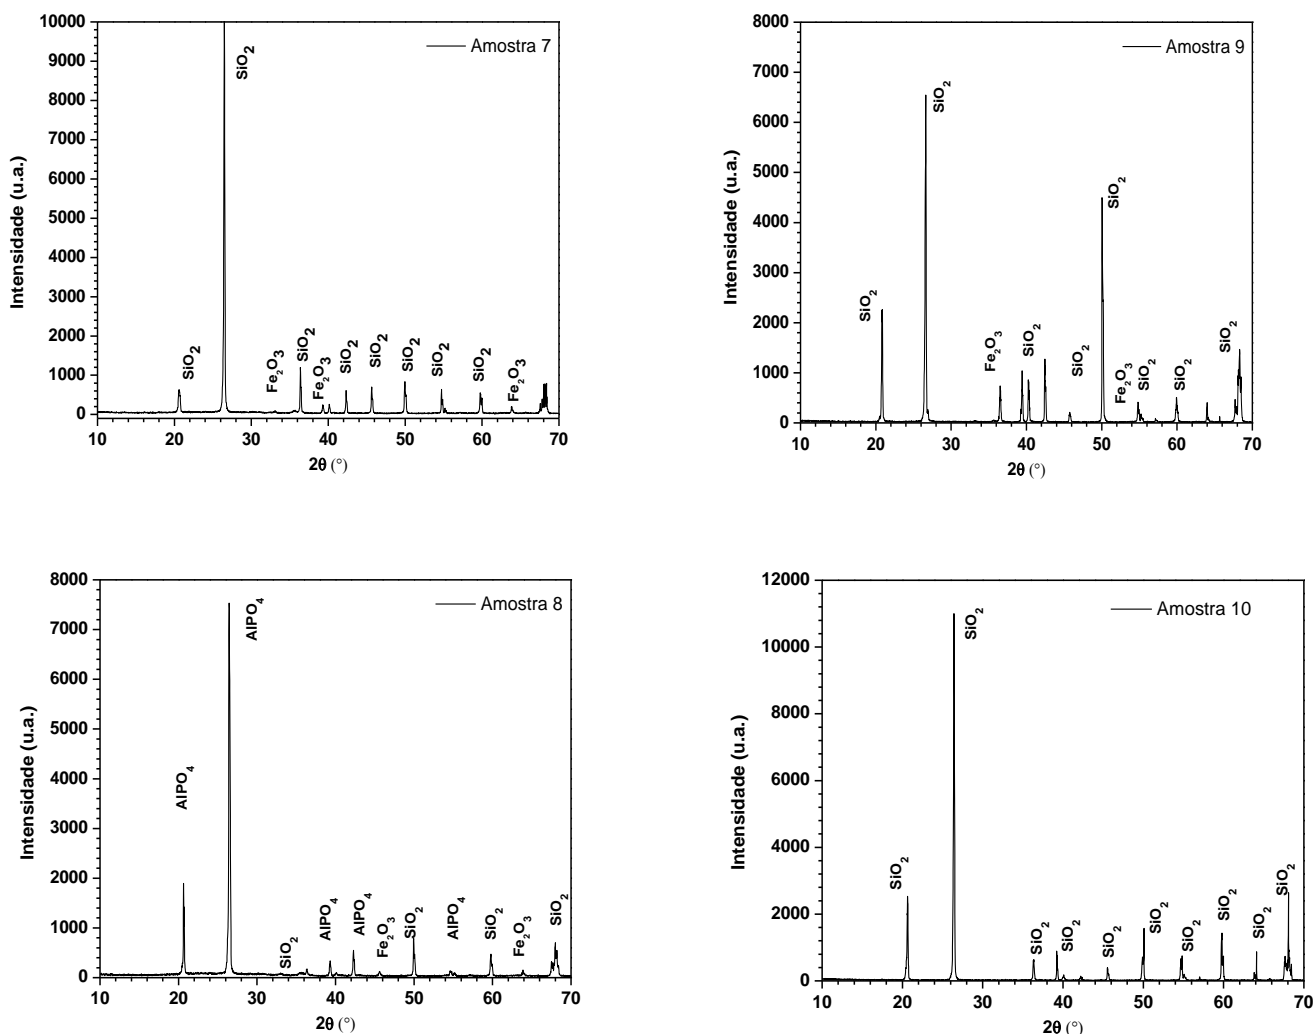 Amostra 7
Intensidade (u.a.)
10000
9000
8000
7000
6000
5000
4000
3000
2000
1000
0
SiO2
SiO2
Fe2O3
SiO2
Fe2O3
SiO2
SiO2
SiO2
SiO2
SiO2
Fe2O3
10 20 30 40 50 60 70
2θ (°)
Amostra 9
Intensidade (u.a.)
8000
7000
6000
5000
4000
3000
2000
1000
0
SiO2
SiO2
Fe2O3
SiO2
SiO2
SiO2
Fe2O3
SiO2
SiO2
SiO2
10 20 30 40 50 60 70
2θ (°)
Amostra 8
Intensidade (u.a.)
8000
7000
6000
5000
4000
3000
2000
1000
0
AlPO4
AlPO4
SiO2
AlPO4
AlPO4
Fe2O3
SiO2
AlPO4
SiO2
Fe2O3
SiO2
10 20 30 40 50 60 70
2θ (°)
Amostra 10
Intensidade (u.a.)
12000
10000
8000
6000
4000
2000
0
SiO2
SiO2
SiO2
SiO2
SiO2
SiO2
SiO2
SiO2
SiO2
SiO2
10 20 30 40 50 60 70
2θ (°)